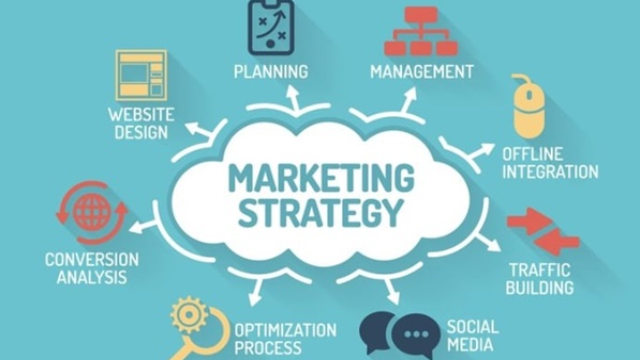 PLANNING
MANAGEMENT
WEBSITE
DESIGN
OFFLINE
INTEGRATION
MARKETING
STRATEGY
CONVERSION
ANALYSIS
TRAFFIC
BUILDING
OPTIMIZATION
PROCESS
SOCIAL
MEDIA